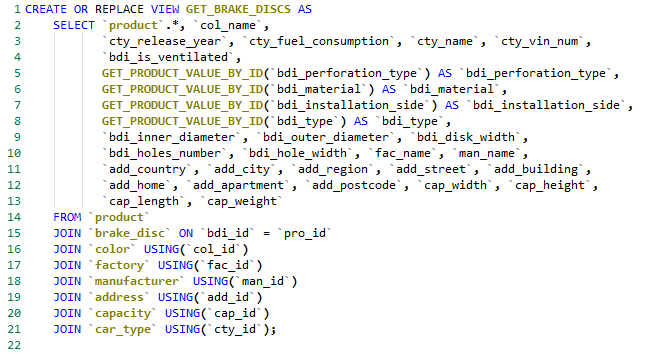 1 CREATE OR REPLACE VIEW GET_BRAKE_DISCS AS
2 SELECT `product`.*, `col_name`,
3 `cty_release_year`, `cty_fuel_consumption`, `cty_name`, `cty_vin_num`,
4 `bdi_is_ventilated`,
5 GET_PRODUCT_VALUE_BY_ID(`bdi_perforation_type`) AS `bdi_perforation_type`,
6 GET_PRODUCT_VALUE_BY_ID(`bdi_material`) AS `bdi_material`,
7 GET_PRODUCT_VALUE_BY_ID(`bdi_installation_side`) AS `bdi_installation_side`,
8 GET_PRODUCT_VALUE_BY_ID(`bdi_type`) AS `bdi_type`,
9 `bdi_inner_diameter`, `bdi_outer_diameter`, `bdi_disk_width`,
10 `bdi_holes_number`, `bdi_hole_width`, `fac_name`, `man_name`,
11 `add_country`, `add_city`, `add_region`, `add_street`, `add_building`,
12 `add_home`, `add_apartment`, `add_postcode`, `cap_width`, `cap_height`,
13 `cap_length`, `cap_weight`
14 FROM `product`
15 JOIN `brake_disc` ON `bdi_id` = `pro_id`
16 JOIN `color` USING(`col_id`)
17 JOIN `factory` USING(`fac_id`)
18 JOIN `manufacturer` USING(`man_id`)
19 JOIN `address` USING(`add_id`)
20 JOIN `capacity` USING(`cap_id`)
21 JOIN `car_type` USING(`cty_id`);
22